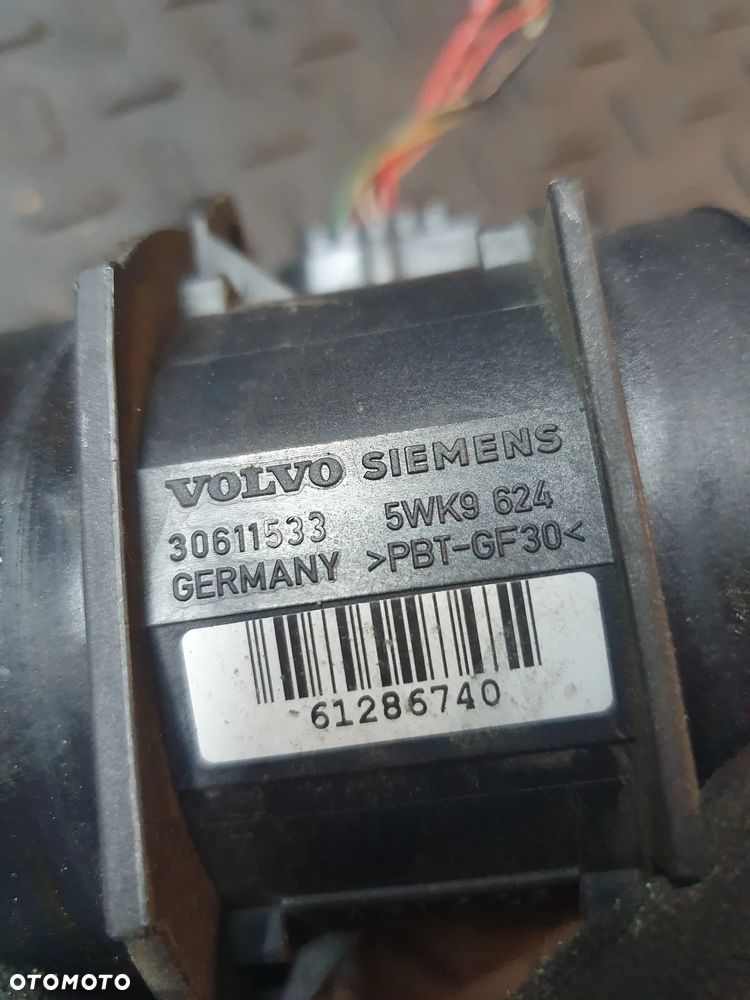 VOLVO SIEMENS
30611533 5WK9 624
GERMANY >PBT-GF30<
61286740
OTOMOTO